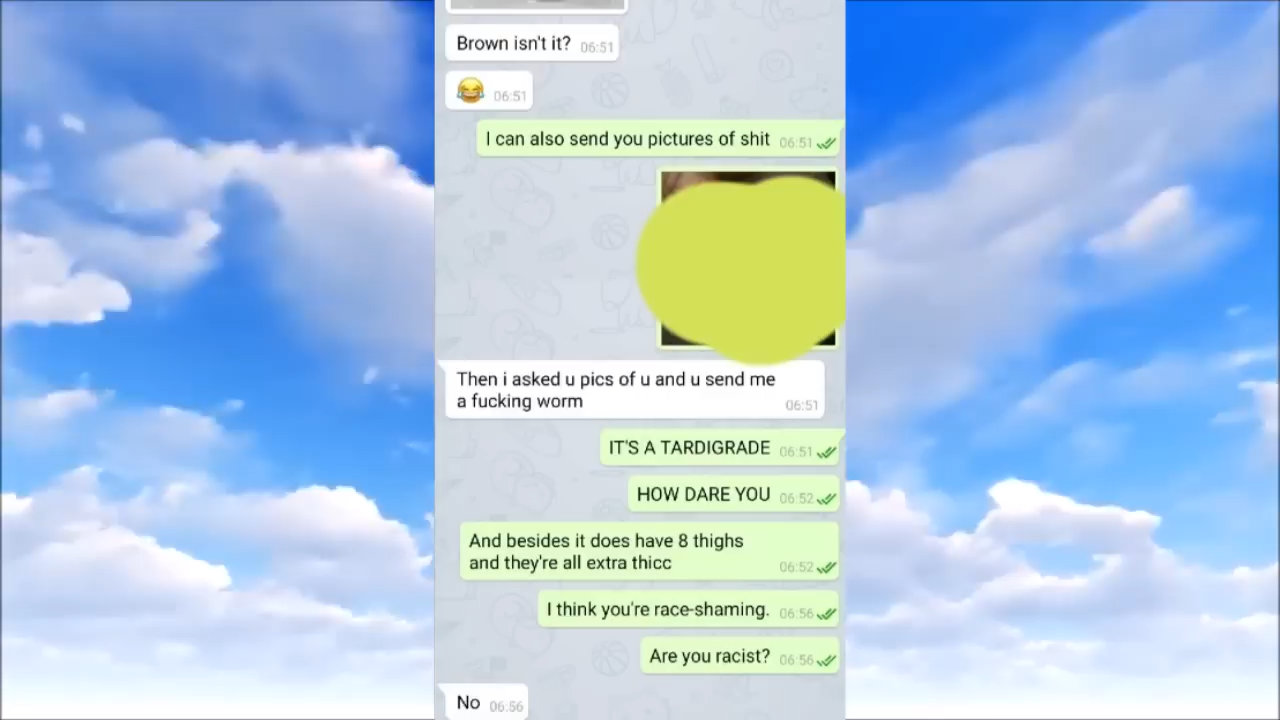 Brown isn't it? 06:51
😂 06:51
I can also send you pictures of shit 06:51
Then i asked u pics of u and u send me
a fucking worm 06:51
IT'S A TARDIGRADE 06:51
HOW DARE YOU 06:52
And besides it does have 8 thighs
and they're all extra thicc 06:52
I think you're race-shaming. 06:56
Are you racist? 06:56
No 06:56